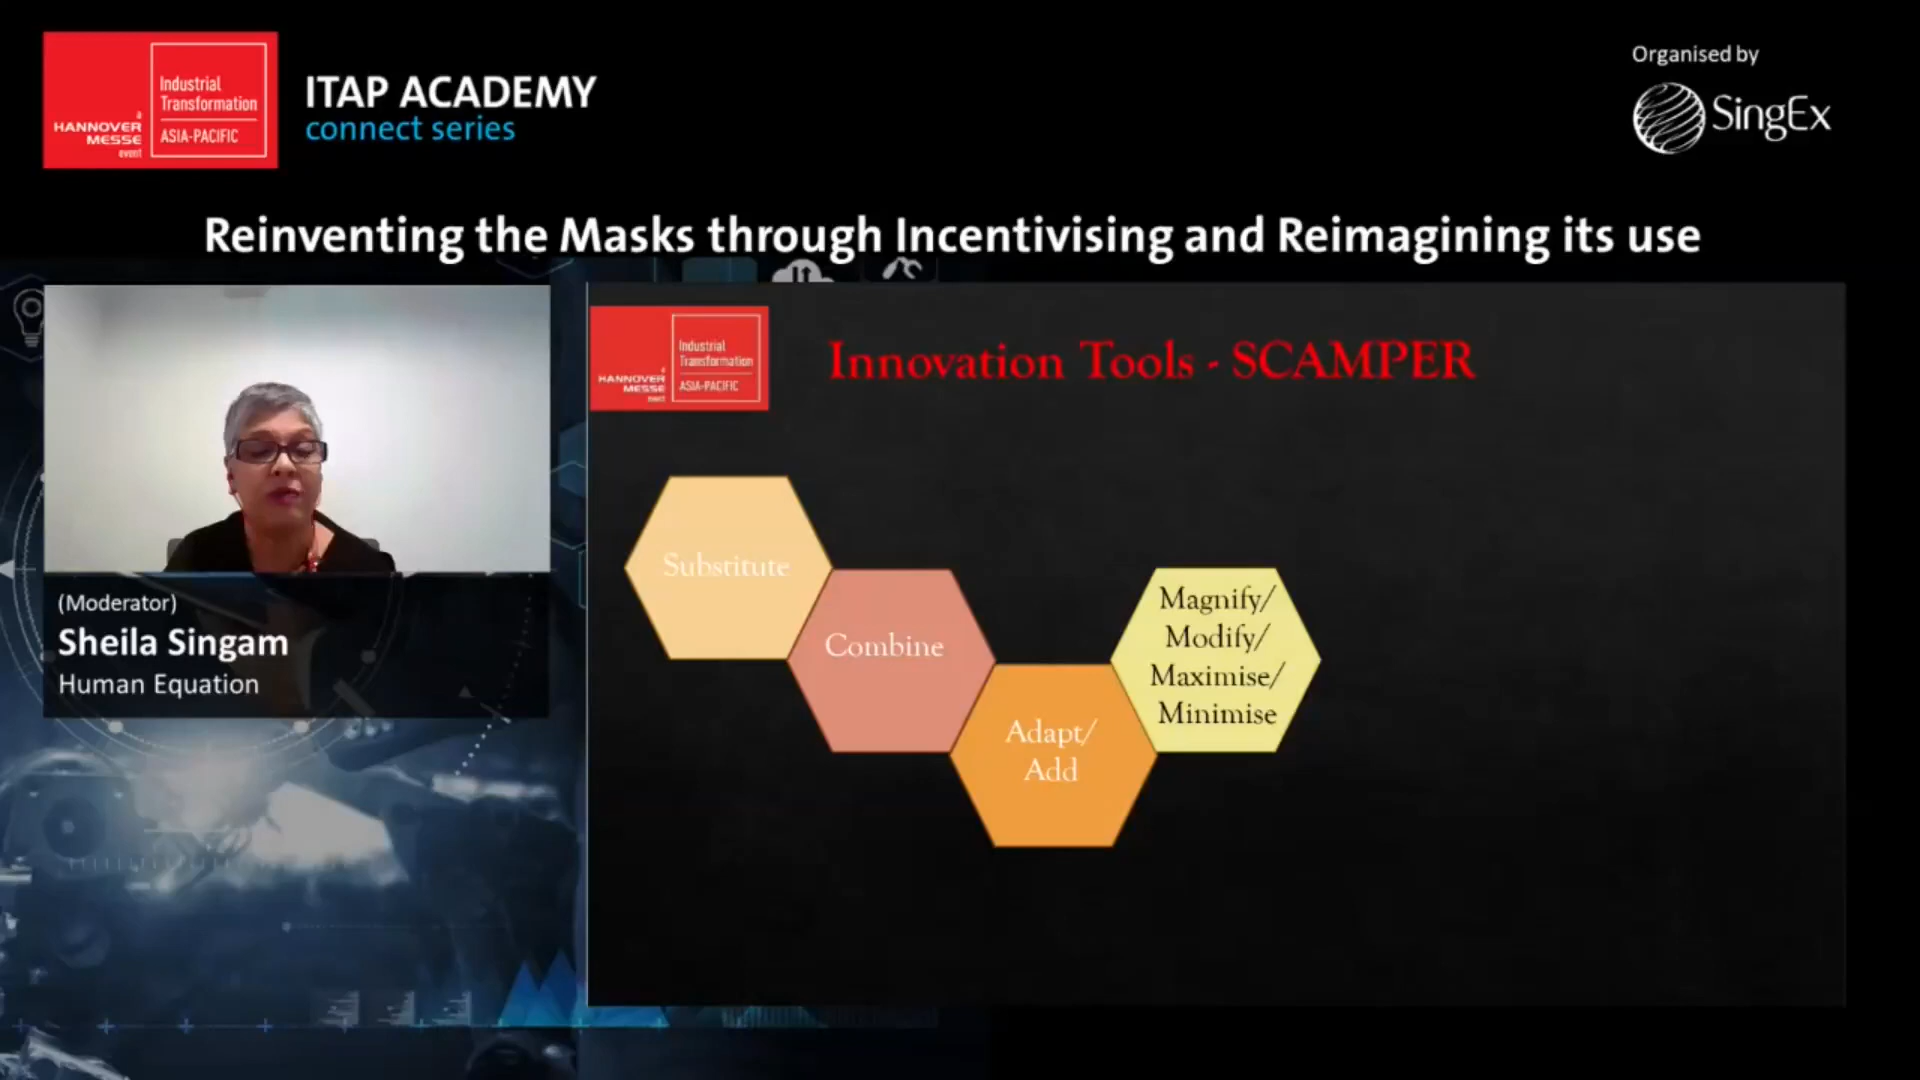 Industrial
Transformation
ASIA-PACIFIC
a
HANNOVER
MESSE
event
ITAP ACADEMY
connect series
Organised by
SingEx
Reinventing the Masks through Incentivising and Reimagining its use
Industrial
Transformation
ASIA-PACIFIC
a
HANNOVER
MESSE
event
Innovation Tools - SCAMPER
Substitute
Combine
Adapt/
Add
Magnify/
Modify/
Maximise/
Minimise
(Moderator)
Sheila Singam
Human Equation